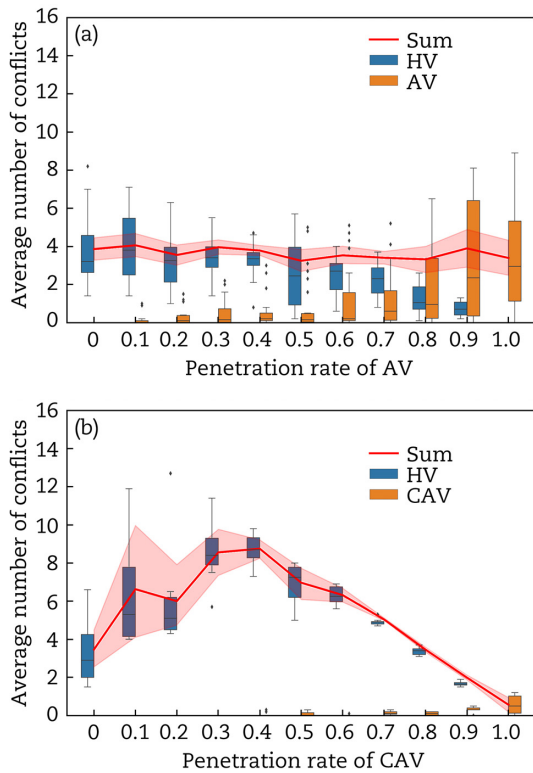 (a)
Sum
HV
AV
Average number of conflicts
16
14
12
10
8
6
4
2
0
0 0.1 0.2 0.3 0.4 0.5 0.6 0.7 0.8 0.9 1.0
Penetration rate of AV
(b)
Sum
HV
CAV
Average number of conflicts
16
14
12
10
8
6
4
2
0
0 0.1 0.2 0.3 0.4 0.5 0.6 0.7 0.8 0.9 1.0
Penetration rate of CAV